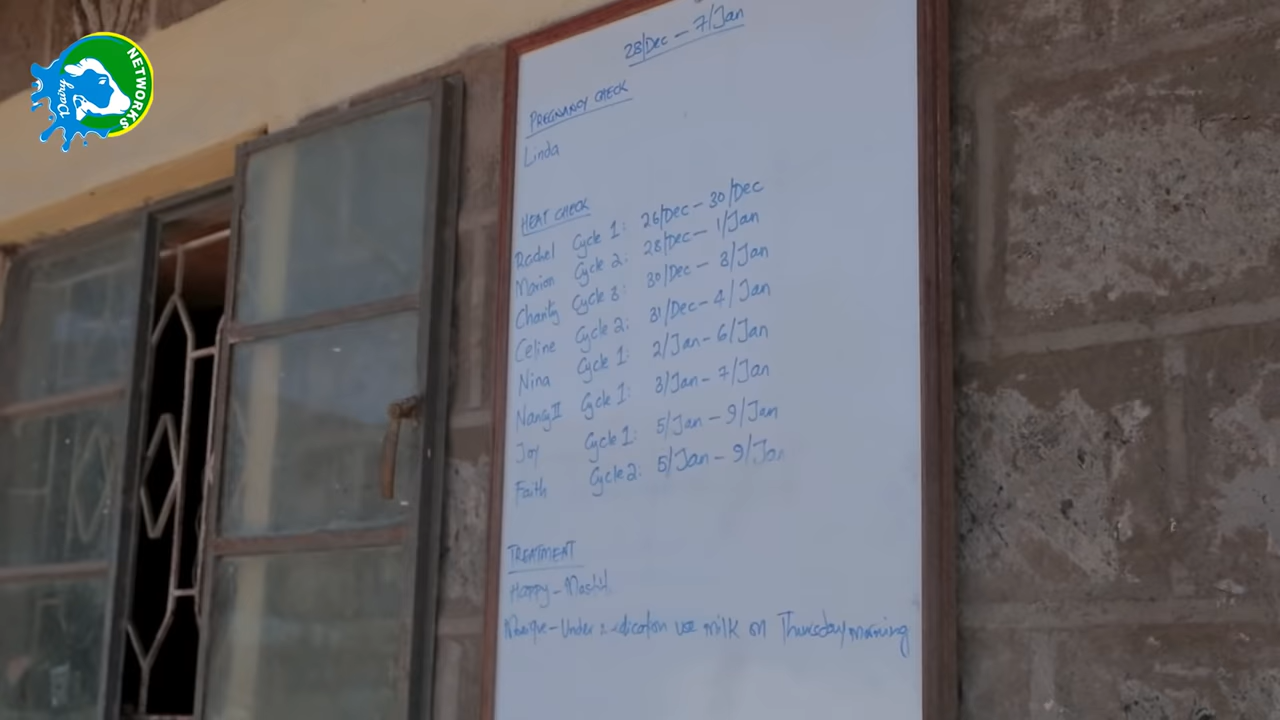 Dairy
NETWORKS
28/Dec – 7/Jan
PREGNANCY CHECK
Linda
HEAT CHECK
Rachel Cycle 1: 26/Dec – 30/Dec
Marion Cycle 2: 28/Dec – 1/Jan
Charity Cycle 3: 30/Dec – 3/Jan
Celine Cycle 2: 31/Dec – 4/Jan
Nina Cycle 1: 2/Jan – 6/Jan
Nancy II Cycle 1: 3/Jan – 7/Jan
Joy Cycle 1: 5/Jan – 9/Jan
Faith Cycle 2: 5/Jan – 9/Jan
TREATMENT
Happy –
– Under use milk on Thursday morning